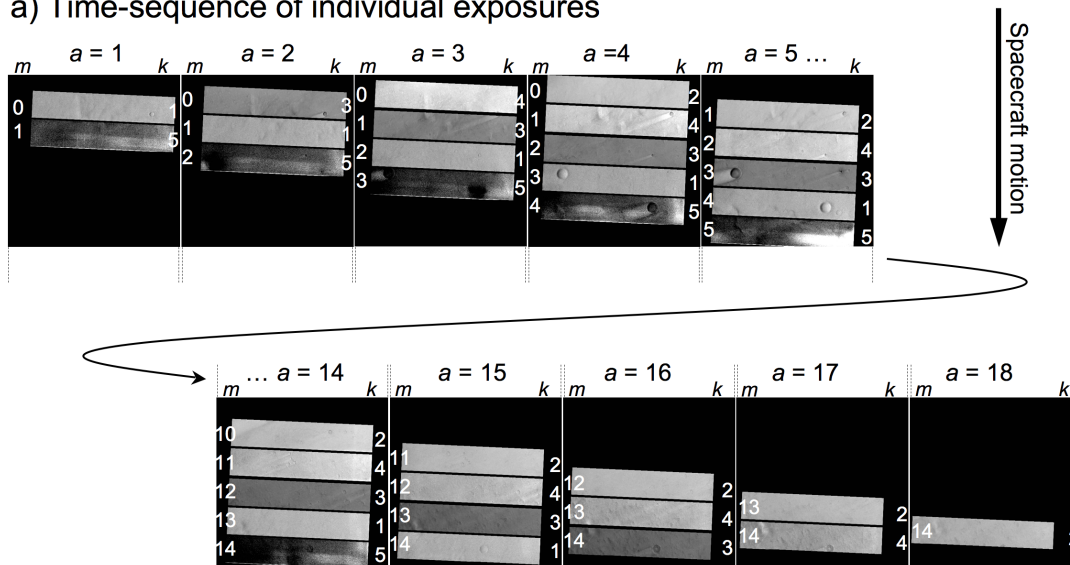 a) Time-sequence of individual exposures
a = 1
a = 2
a = 3
a =4
a = 5 ...
m k m k m k m k m k
0 1
1 5
0 3
1 1
2 5
0 4
1 3
2 1
3 5
0 2
1 4
2 3
3 1
4 5
1 2
2 4
3 3
4 1
5 5
Spacecraft motion
... a = 14
a = 15
a = 16
a = 17
a = 18
m k m k m k m k m k
10 2
11 4
12 3
13 1
14 5
11 2
12 4
13 3
14 1
12 2
13 4
14 3
13 2
14 4
14